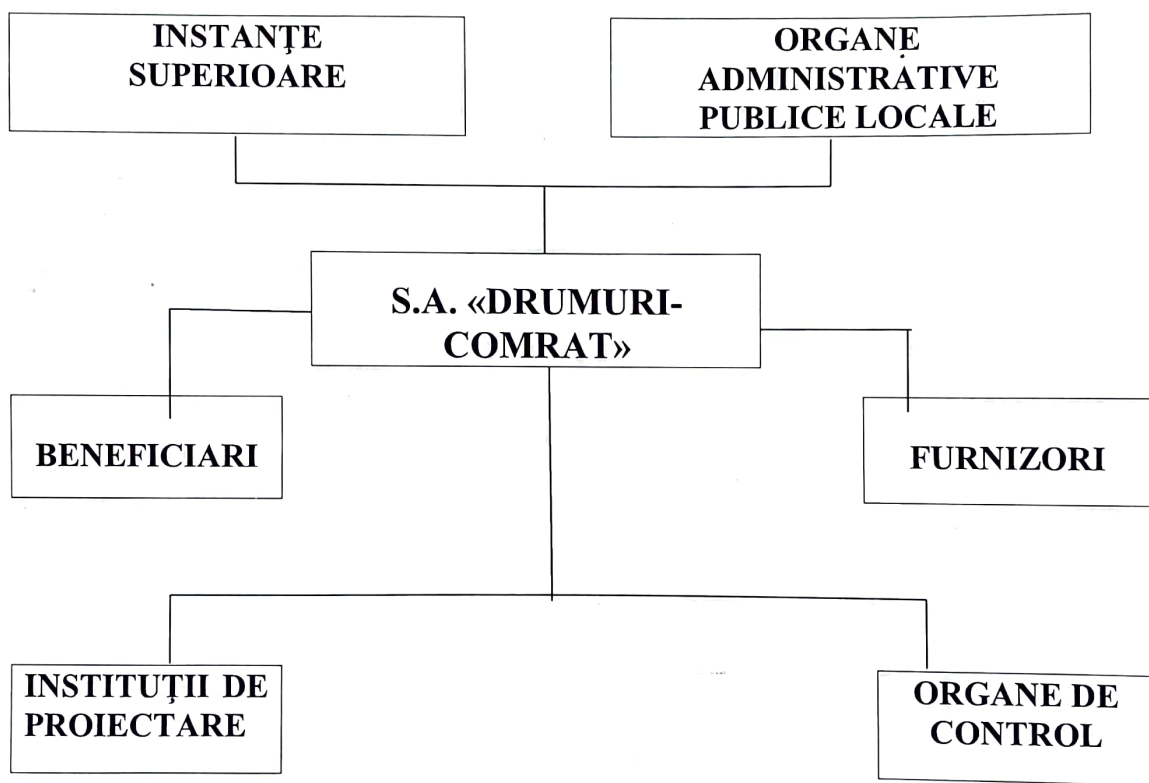 INSTANŢE
SUPERIOARE
ORGANE
ADMINISTRATIVE
PUBLICE LOCALE
S.A. «DRUMURI-
COMRAT»
BENEFICIARI
FURNIZORI
INSTITUŢII DE
PROIECTARE
ORGANE DE
CONTROL